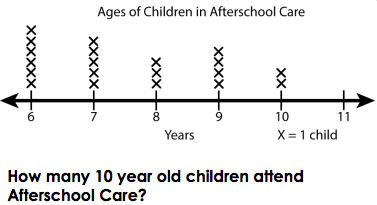 Ages of Children in Afterschool Care
6 7 8 9 10 11
Years X = 1 child
How many 10 year old children attend
Afterschool Care?